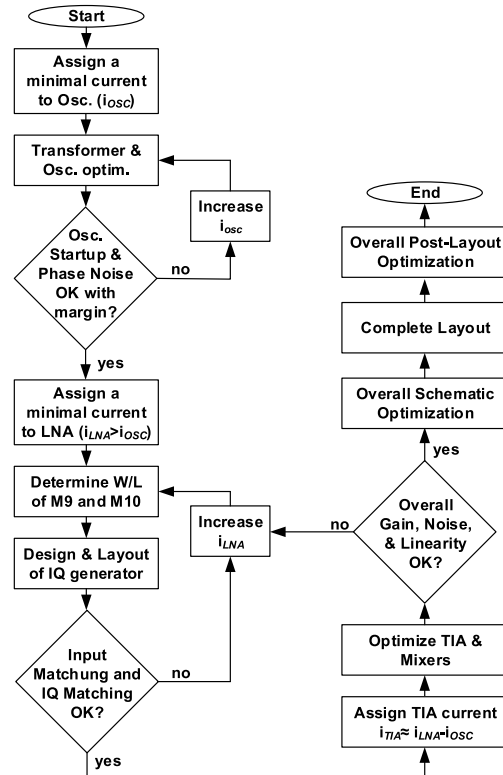 Start
Assign a
minimal current
to Osc. (iOSC)
Transformer &
Osc. optim.
Increase
iosc
Osc.
Startup &
Phase Noise
OK with
margin?
no
yes
Assign a
minimal current
to LNA (iLNA>iOSC)
Determine W/L
of M9 and M10
Design & Layout
of IQ generator
Increase
iLNA
Input
Matchung and
IQ Matching
OK?
no
yes
End
Overall Post-Layout
Optimization
Complete Layout
Overall Schematic
Optimization
yes
Overall
Gain, Noise,
& Linearity
OK?
no
Optimize TIA &
Mixers
Assign TIA current
iTIA≈ iLNA-iOSC